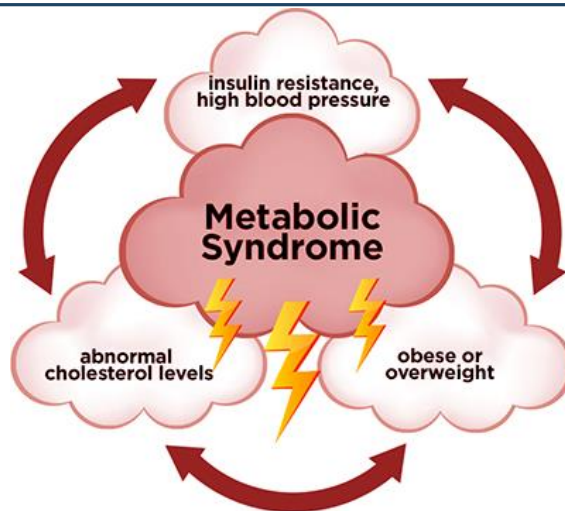 insulin resistance,
high blood pressure
Metabolic
Syndrome
abnormal
cholesterol levels
obese or
overweight